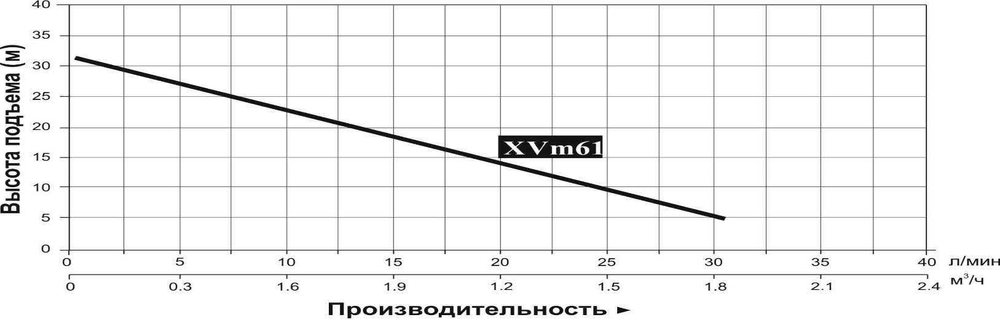 40
35
30
25
20
15
10
5
0
Высота подъема (м)
XVm61
0 5 10 15 20 25 30 35 40 л/мин
0 0.3 1.6 1.9 1.2 1.5 1.8 2.1 2.4 м³/ч
Производительность ►